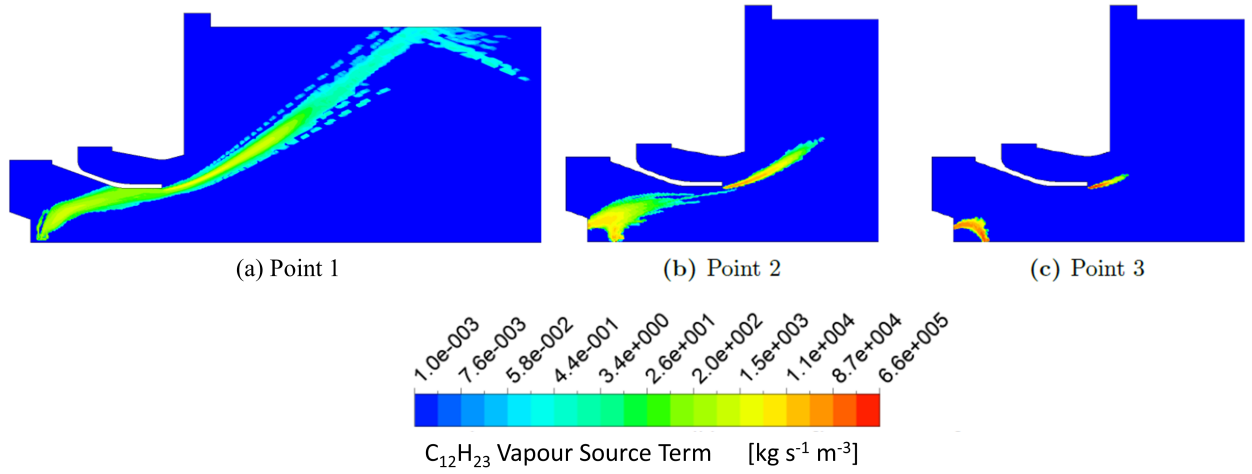 (a) Point 1
(b) Point 2
(c) Point 3
1.0e-003
7.6e-003
5.8e-002
4.4e-001
3.4e+000
2.6e+001
2.0e+002
1.5e+003
1.1e+004
8.7e+004
6.6e+005
C₁₂H₂₃ Vapour Source Term [kg s⁻¹ m⁻³]